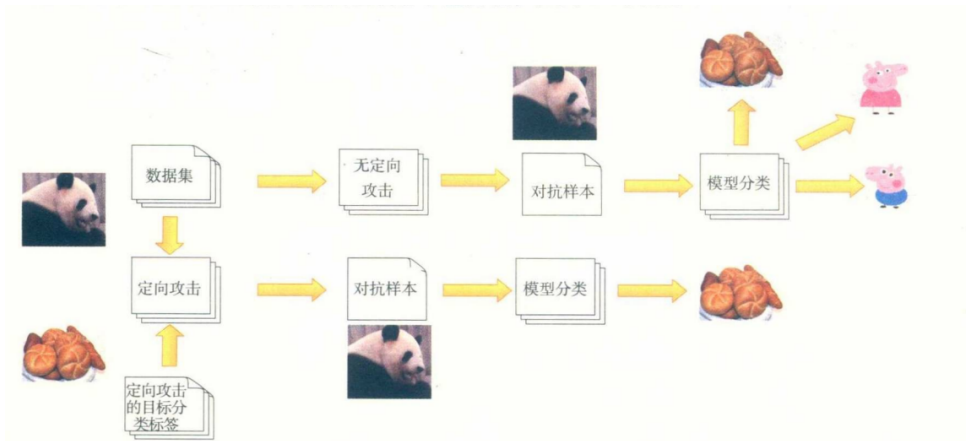 数据集
无定向
攻击
对抗样本
模型分类
定向攻击
对抗样本
模型分类
定向攻击
的目标分
类标签